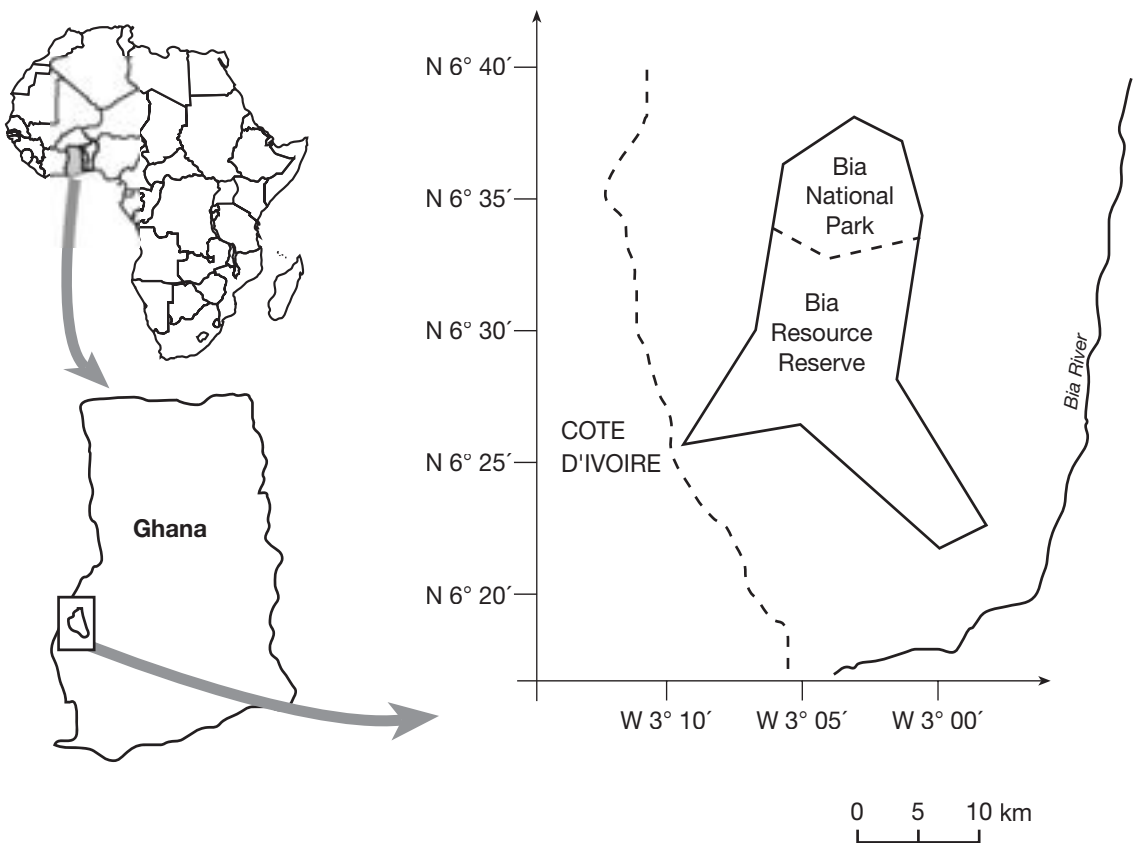 N 6° 40´
N 6° 35´
N 6° 30´
N 6° 25´
N 6° 20´
Bia
National
Park
Bia
Resource
Reserve
Bia River
COTE
D'IVOIRE
Ghana
W 3° 10´ W 3° 05´ W 3° 00´
0 5 10 km